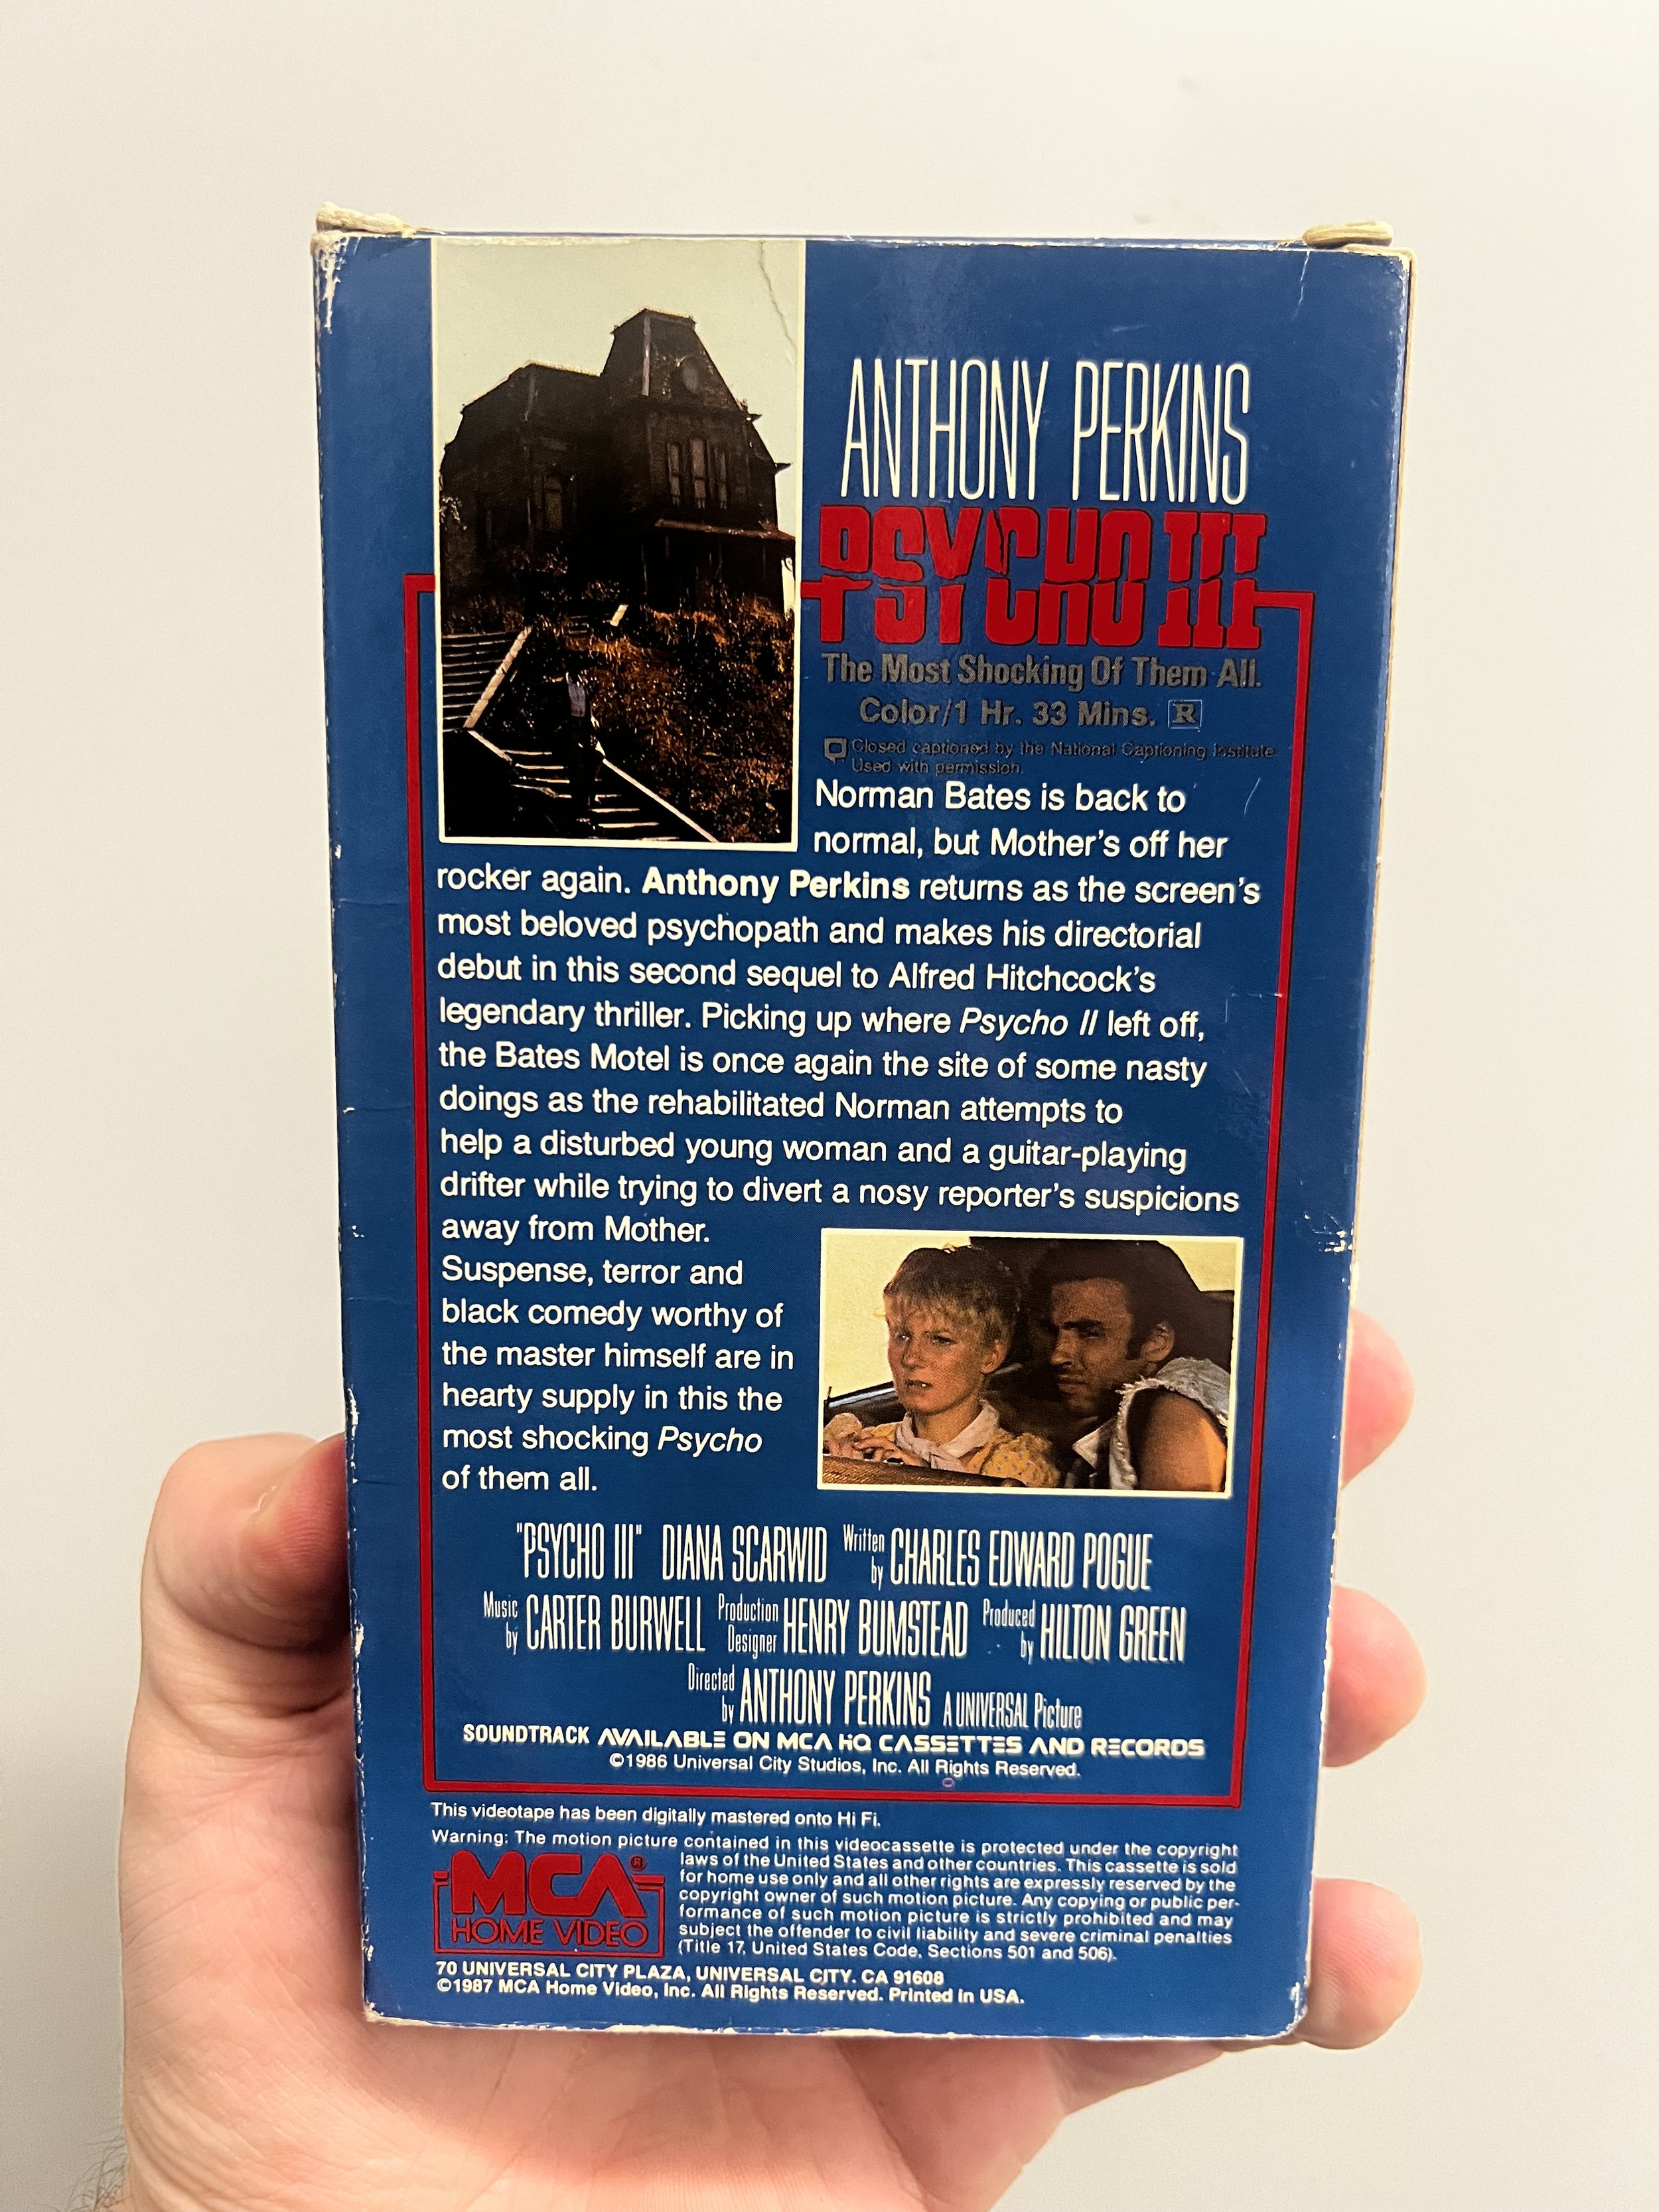 ANTHONY PERKINS
PSYCHO III
The Most Shocking Of Them All.
Color/1 Hr. 33 Mins. R
Closed captioned by the National Captioning Institute
Used with permission.
Norman Bates is back to
normal, but Mother's off her
rocker again. Anthony Perkins returns as the screen's
most beloved psychopath and makes his directorial
debut in this second sequel to Alfred Hitchcock's
legendary thriller. Picking up where Psycho II left off,
the Bates Motel is once again the site of some nasty
doings as the rehabilitated Norman attempts to
help a disturbed young woman and a guitar-playing
drifter while trying to divert a nosy reporter's suspicions
away from Mother.
Suspense, terror and
black comedy worthy of
the master himself are in
hearty supply in this the
most shocking Psycho
of them all.
"PSYCHO III" DIANA SCARWID Written by CHARLES EDWARD POGUE
Music by CARTER BURWELL Production Designer HENRY BUMSTEAD Produced by HILTON GREEN
Directed by ANTHONY PERKINS A UNIVERSAL Picture
SOUNDTRACK AVAILABLE ON MCA HQ CASSETTES AND RECORDS
©1986 Universal City Studios, Inc. All Rights Reserved.
This videotape has been digitally mastered onto Hi Fi.
Warning: The motion picture contained in this videocassette is protected under the copyright
laws of the United States and other countries. This cassette is sold
for home use only and all other rights are expressly reserved by the
copyright owner of such motion picture. Any copying or public per-
formance of such motion picture is strictly prohibited and may
subject the offender to civil liability and severe criminal penalties
(Title 17, United States Code, Sections 501 and 506).
MCA®
HOME VIDEO
70 UNIVERSAL CITY PLAZA, UNIVERSAL CITY. CA 91608
©1987 MCA Home Video, Inc. All Rights Reserved. Printed in USA.